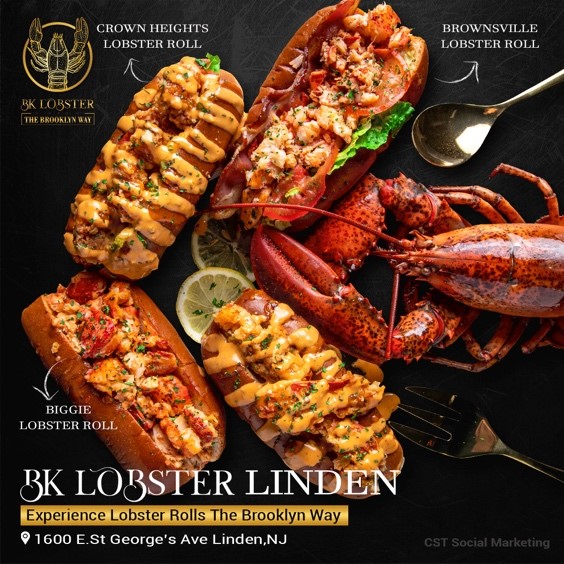 CROWN HEIGHTS
LOBSTER ROLL
BROWNSVILLE
LOBSTER ROLL
BK LOBSTER
THE BROOKLYN WAY
BIGGIE
LOBSTER ROLL
BK LOBSTER LINDEN
Experience Lobster Rolls The Brooklyn Way
1600 E.St George's Ave Linden,NJ
CST Social Marketing